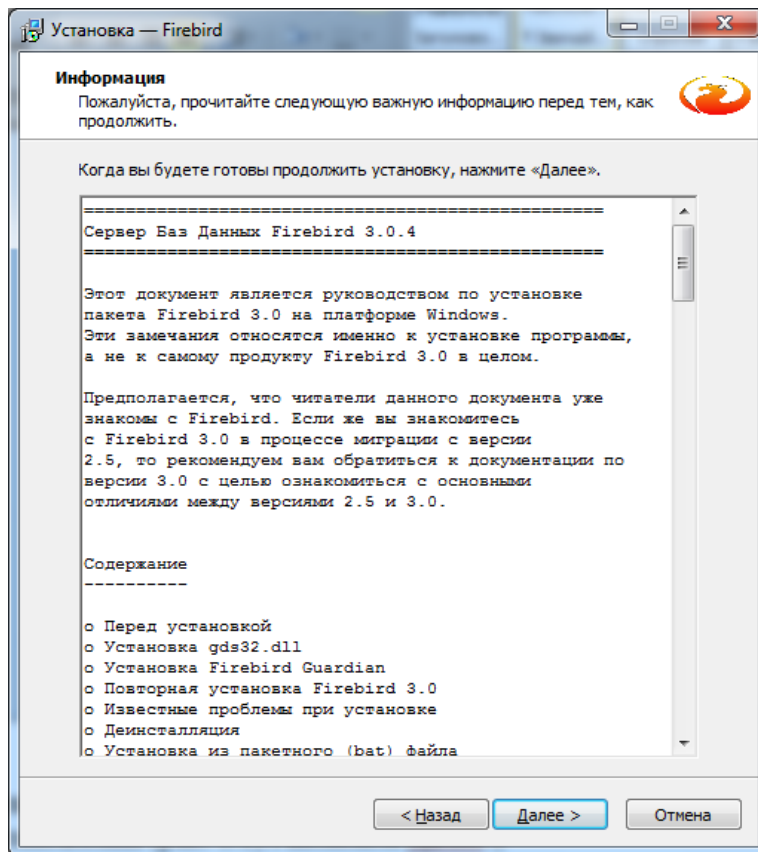 Установка — Firebird
Информация
Пожалуйста, прочитайте следующую важную информацию перед тем, как
продолжить.
Когда вы будете готовы продолжить установку, нажмите «Далее».
====================================================
Сервер Баз Данных Firebird 3.0.4
====================================================
Этот документ является руководством по установке
пакета Firebird 3.0 на платформе Windows.
Эти замечания относятся именно к установке программы,
а не к самому продукту Firebird 3.0 в целом.
Предполагается, что читатели данного документа уже
знакомы с Firebird. Если же вы знакомитесь
с Firebird 3.0 в процессе миграции с версии
2.5, то рекомендуем вам обратиться к документации по
версии 3.0 с целью ознакомиться с основными
отличиями между версиями 2.5 и 3.0.
Содержание
----------
o Перед установкой
o Установка gds32.dll
o Установка Firebird Guardian
o Повторная установка Firebird 3.0
o Известные проблемы при установке
o Деинсталляция
o Установка из пакетного (bat) файла
< Назад
Далее >
Отмена